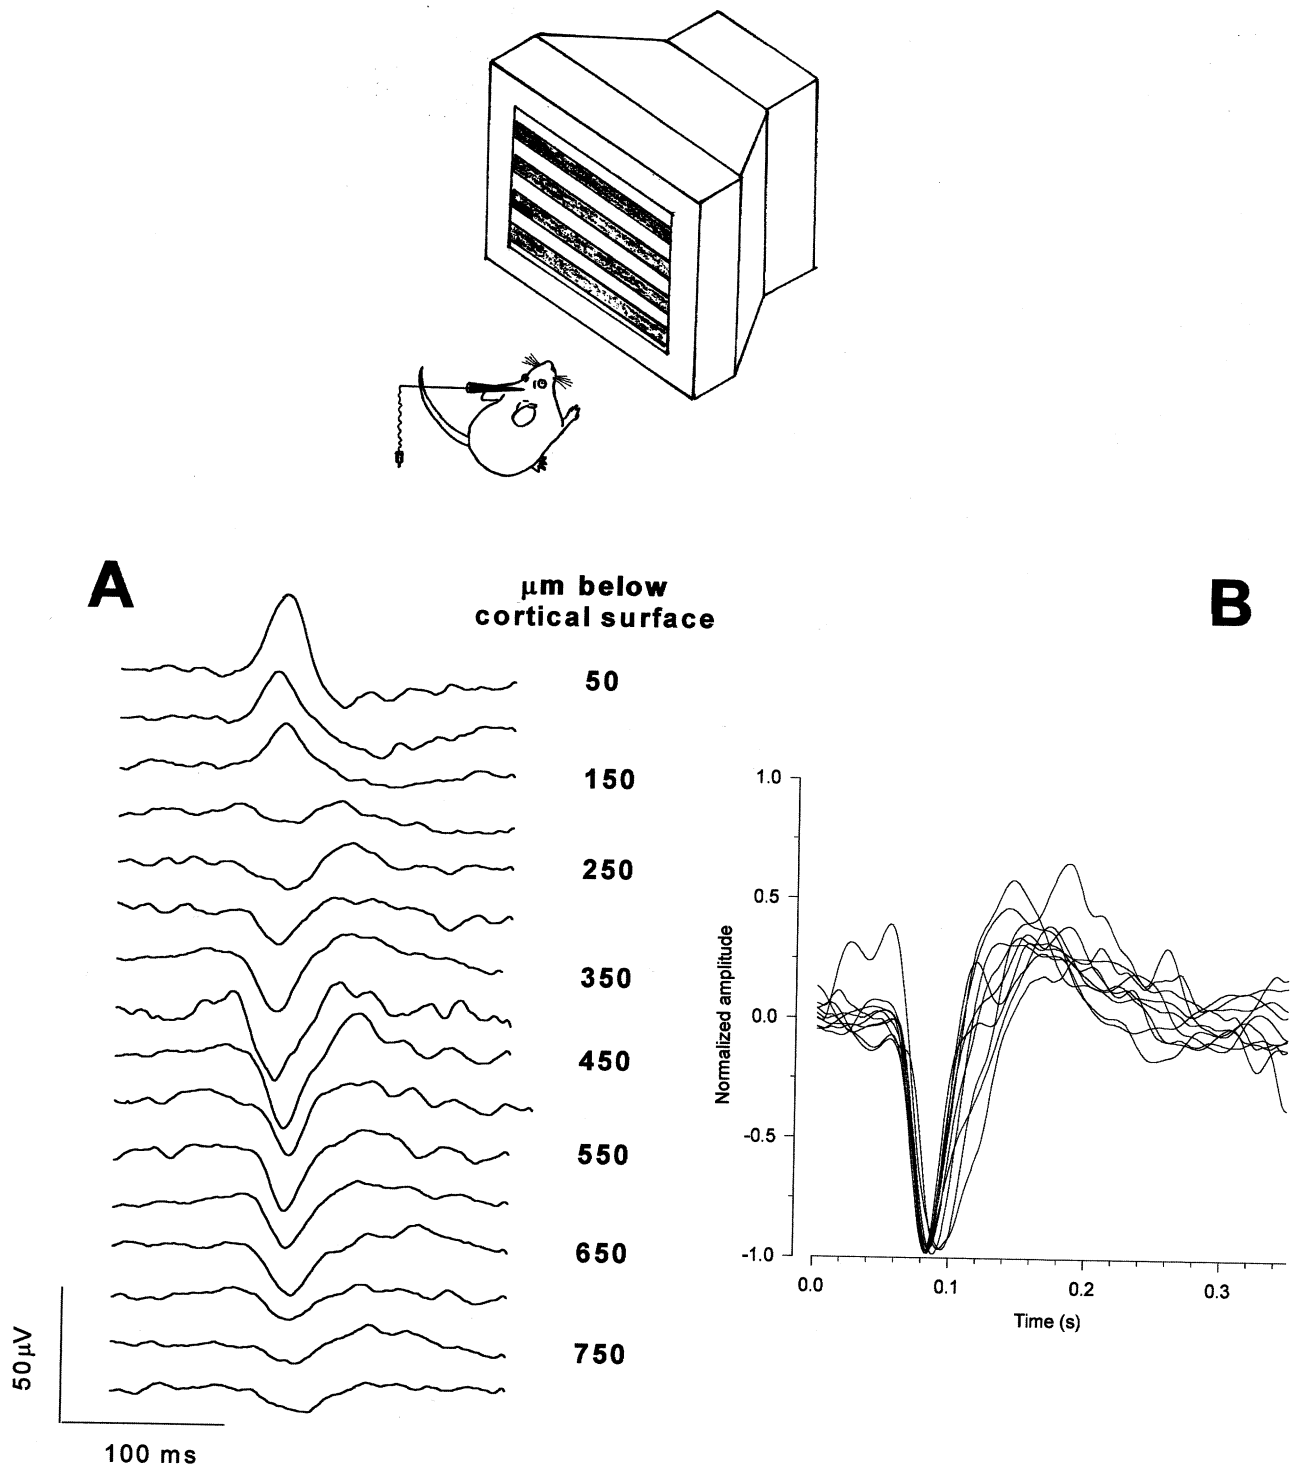 A
B
μm below
cortical surface
50
150
250
350
450
550
650
750
50μV
100 ms
1.0
0.5
0.0
-0.5
-1.0
Normalized amplitude
0.0 0.1 0.2 0.3
Time (s)